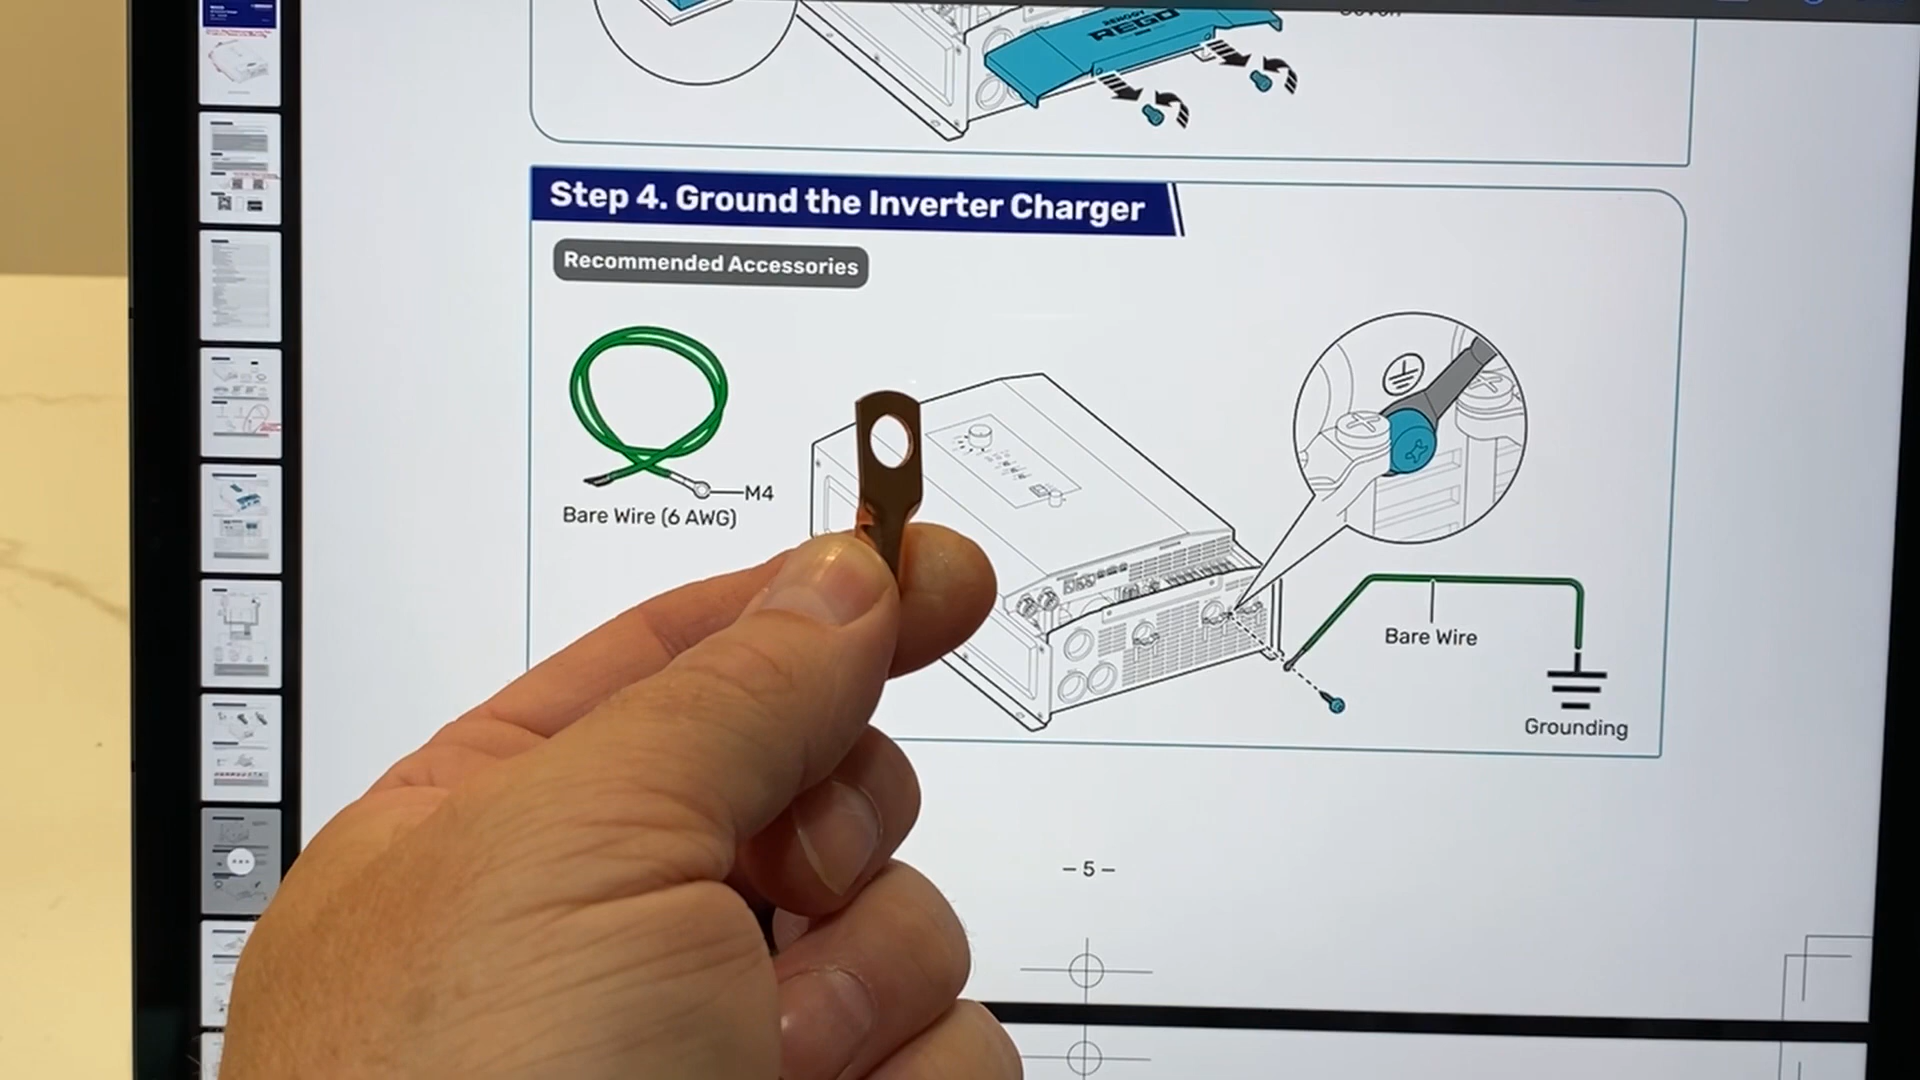 RENOGY
REGO
Step 4. Ground the Inverter Charger
Recommended Accessories
M4
Bare Wire (6 AWG)
Bare Wire
Grounding
– 5 –